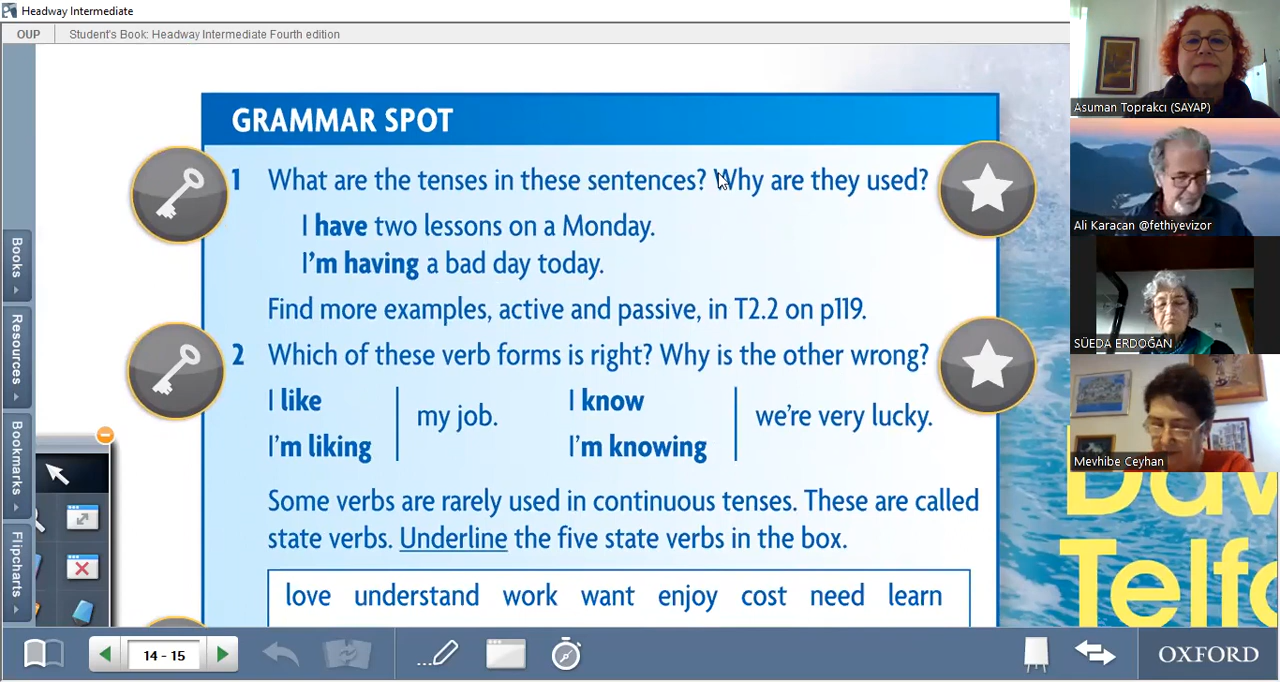 Headway Intermediate
OUP
Student's Book: Headway Intermediate Fourth edition
GRAMMAR SPOT
1 What are the tenses in these sentences? Why are they used?
I have two lessons on a Monday.
I'm having a bad day today.
Find more examples, active and passive, in T2.2 on p119.
2 Which of these verb forms is right? Why is the other wrong?
I like
I'm liking
my job.
I know
I'm knowing
we're very lucky.
Some verbs are rarely used in continuous tenses. These are called
state verbs. Underline the five state verbs in the box.
love understand work want enjoy cost need learn
Books
Resources
Bookmarks
Flipcharts
14 - 15
OXFORD
Asuman Toprakcı (SAYAP)
Ali Karacan @fethiyevizor
SÜEDA ERDOĞAN
Mevhibe Ceyhan